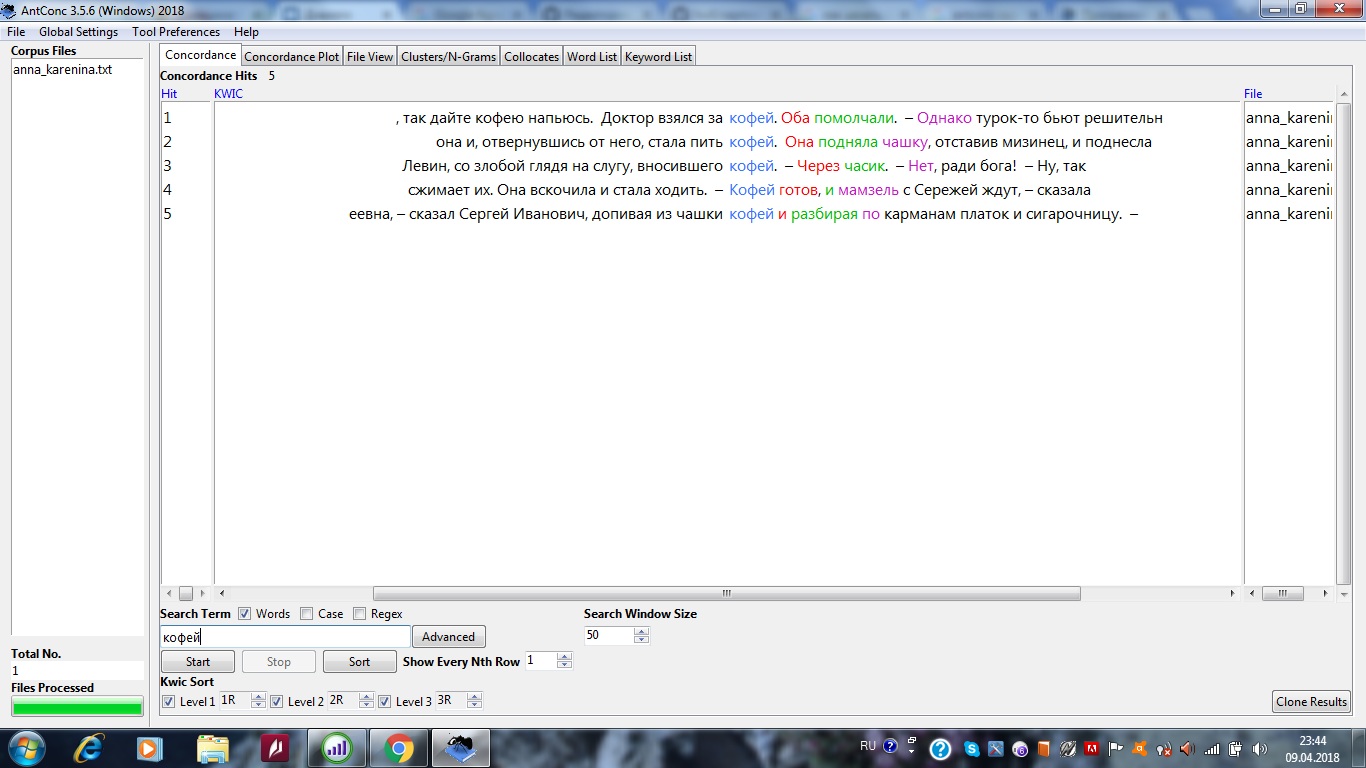 AntConc 3.5.6 (Windows) 2018
File Global Settings Tool Preferences Help
Corpus Files
anna_karenina.txt
Concordance Concordance Plot File View Clusters/N-Grams Collocates Word List Keyword List
Concordance Hits 5
Hit KWIC File
1 , так дайте кофею напьюсь. Доктор взялся за кофей. Оба помолчали. – Однако турок-то бьют решительн anna_karenin
2 она и, отвернувшись от него, стала пить кофей. Она подняла чашку, отставив мизинец, и поднесла anna_karenin
3 Левин, со злобой глядя на слугу, вносившего кофей. – Через часик. – Нет, ради бога! – Ну, так anna_karenin
4 сжимает их. Она вскочила и стала ходить. – Кофей готов, и мамзель с Сережей ждут, – сказала anna_karenin
5 еевна, – сказал Сергей Иванович, допивая из чашки кофей и разбирая по карманам платок и сигарочницу. – anna_karenin
Search Term Words Case Regex Search Window Size
кофей Advanced 50
Start Stop Sort Show Every Nth Row 1
Kwic Sort
Level 1 1R Level 2 2R Level 3 3R Clone Results
Total No.
1
Files Processed
RU 23:44
09.04.2018